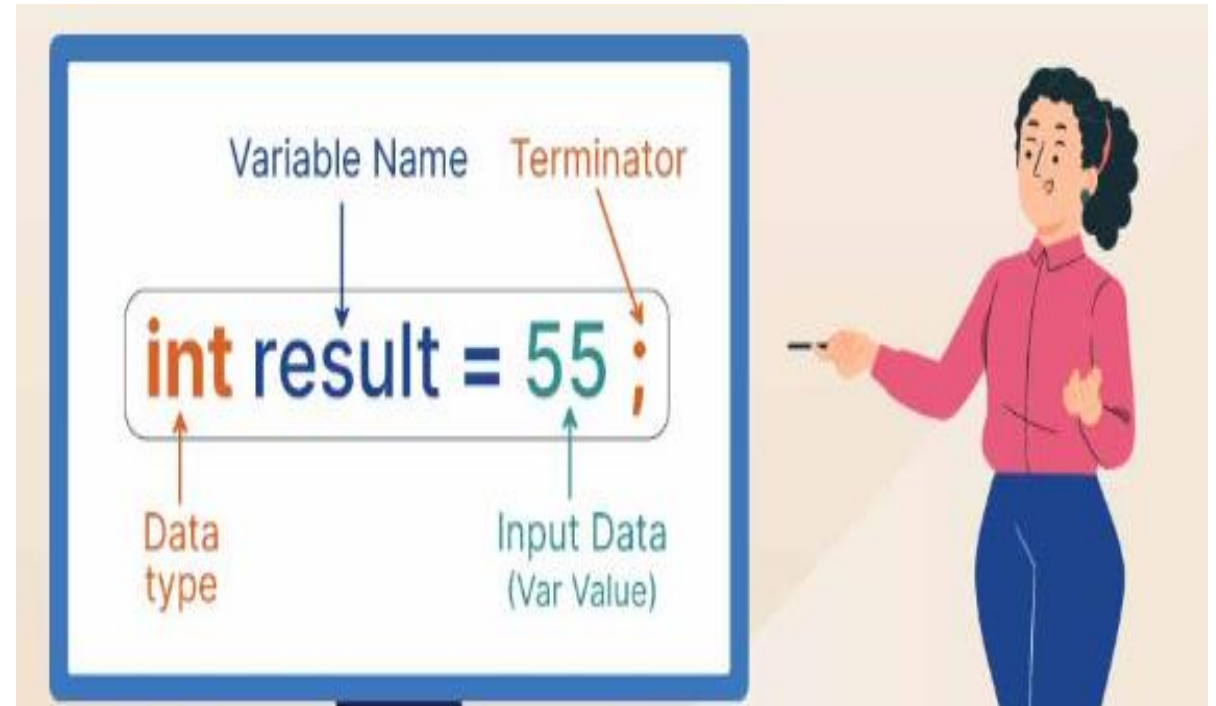 Variable Name Terminator
int result = 55 ;
Data
type
Input Data
(Var Value)